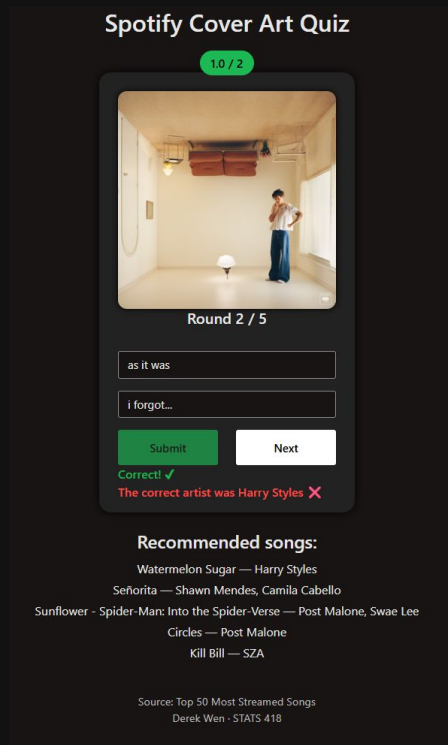 Spotify Cover Art Quiz
1.0 / 2
Round 2 / 5
as it was
i forgot...
Submit Next
Correct! ✔
The correct artist was Harry Styles ❌
Recommended songs:
Watermelon Sugar — Harry Styles
Señorita — Shawn Mendes, Camila Cabello
Sunflower - Spider-Man: Into the Spider-Verse — Post Malone, Swae Lee
Circles — Post Malone
Kill Bill — SZA
Source: Top 50 Most Streamed Songs
Derek Wen · STATS 418